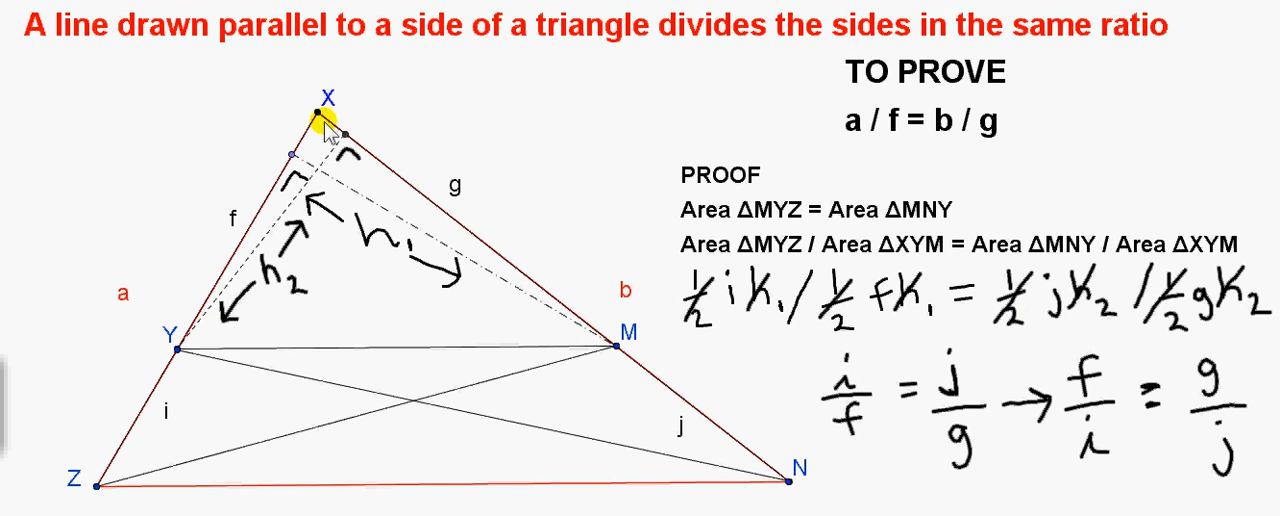 A line drawn parallel to a side of a triangle divides the sides in the same ratio
TO PROVE
a / f = b / g
X
f
g
h₁
h₂
a
b
Y
M
i
j
Z
N
PROOF
Area ΔMYZ = Area ΔMNY
Area ΔMYZ / Area ΔXYM = Area ΔMNY / Area ΔXYM
½ i h₁ / ½ f h₁ = ½ j h₂ / ½ g h₂
i/f = j/g → f/i = g/j